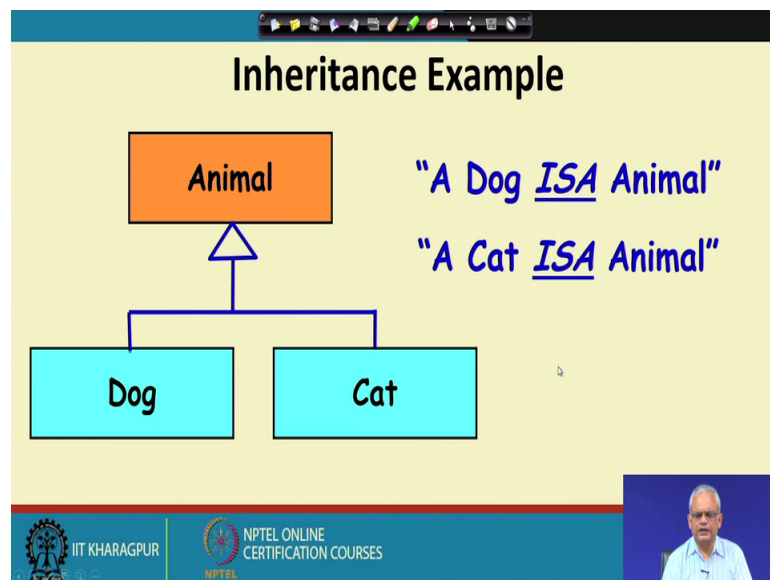 Inheritance Example
Animal
"A Dog ISA Animal"
"A Cat ISA Animal"
Dog
Cat
IIT KHARAGPUR
NPTEL
NPTEL ONLINE
CERTIFICATION COURSES